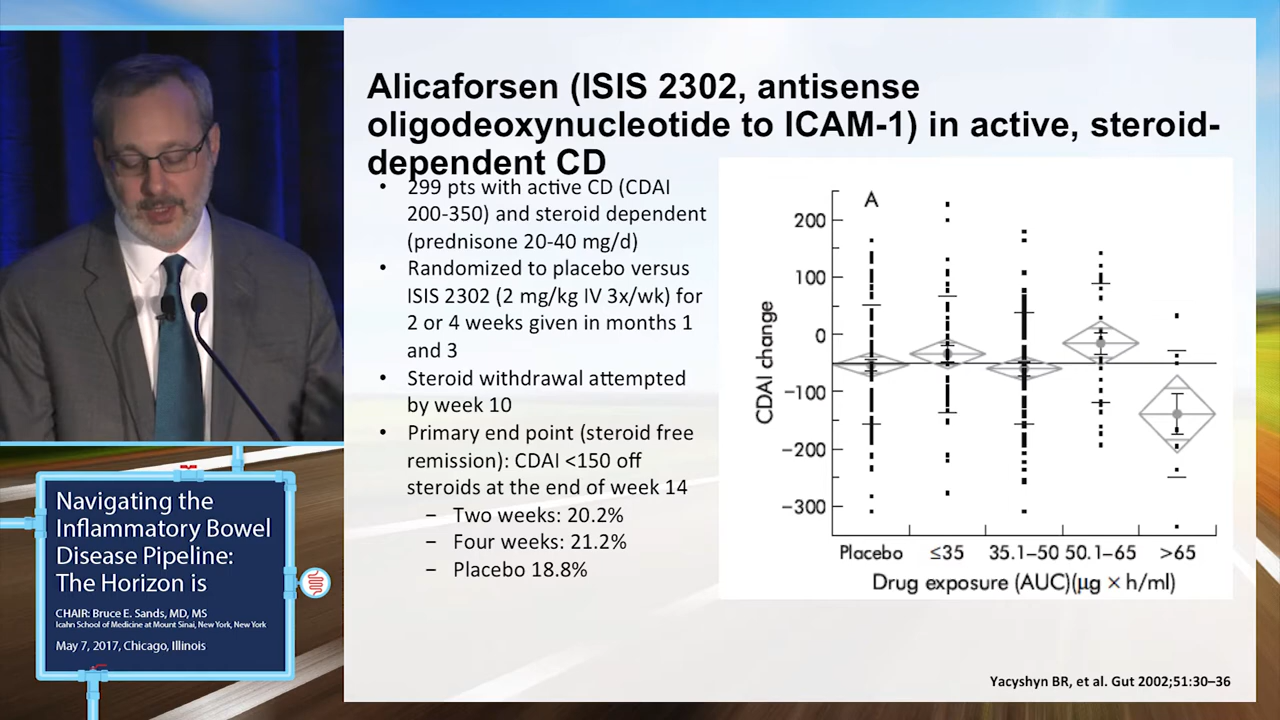 Alicaforsen (ISIS 2302, antisense
oligodeoxynucleotide to ICAM-1) in active, steroid-
dependent CD
• 299 pts with active CD (CDAI
200-350) and steroid dependent
(prednisone 20-40 mg/d)
• Randomized to placebo versus
ISIS 2302 (2 mg/kg IV 3x/wk) for
2 or 4 weeks given in months 1
and 3
• Steroid withdrawal attempted
by week 10
• Primary end point (steroid free
remission): CDAI <150 off
steroids at the end of week 14
– Two weeks: 20.2%
– Four weeks: 21.2%
– Placebo 18.8%
A
CDAI change
200
100
0
−100
−200
−300
Placebo ≤35 35.1–50 50.1–65 >65
Drug exposure (AUC)(µg × h/ml)
Yacyshyn BR, et al. Gut 2002;51:30–36
Navigating the
Inflammatory Bowel
Disease Pipeline:
The Horizon is
CHAIR: Bruce E. Sands, MD, MS
Icahn School of Medicine at Mount Sinai, New York, New York
May 7, 2017, Chicago, Illinois